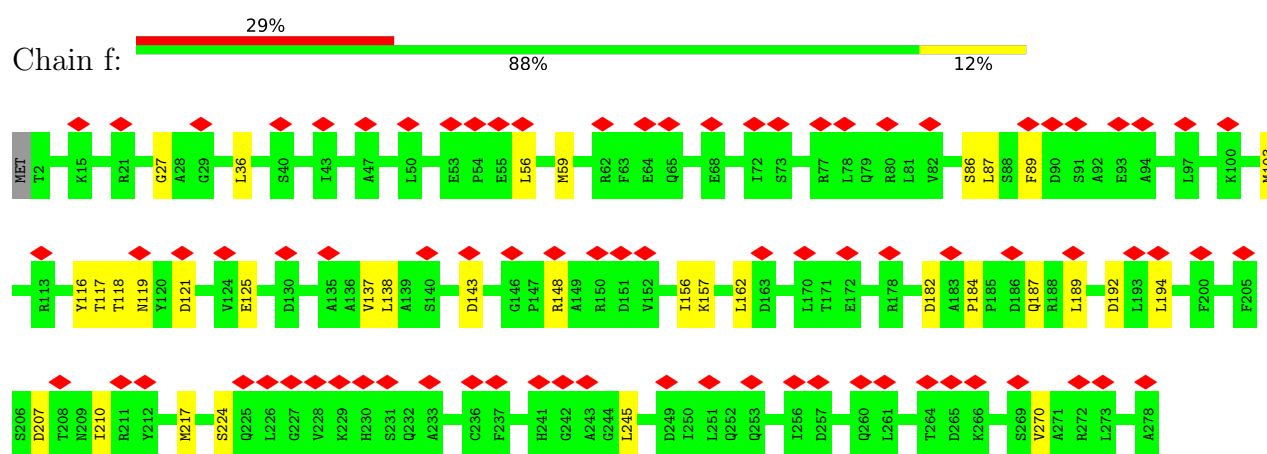 29%
Chain f:
88%
12%
MET T2 K15 R21 G27 A28 G29 L36 S40 I43 A47 L50 E53 P54 E55 L56 M59 R62 F63 E64 Q65 E68 I72 S73 R77 L78 Q79 R80 L81 V82 S86 L87 S88 F89 D90 S91 A92 E93 A94 L97 K100 M103
R113 Y116 T117 T118 N119 Y120 D121 V124 E125 D130 A135 A136 V137 L138 A139 S140 D143 G146 P147 R148 A149 R150 D151 V152 I156 K157 L162 D163 L170 T171 E172 R178 D182 A183 P184 P185 D186 Q187 R188 L189 D192 L193 L194 F200 F205
S206 D207 T208 N209 I210 R211 Y212 M217 S224 Q225 L226 G227 V228 K229 H230 S231 Q232 A233 C236 F237 H241 G242 A243 G244 L245 D249 I250 L251 Q252 Q253 I256 D257 Q260 L261 T264 D265 K266 S269 V270 A271 R272 L273 A278